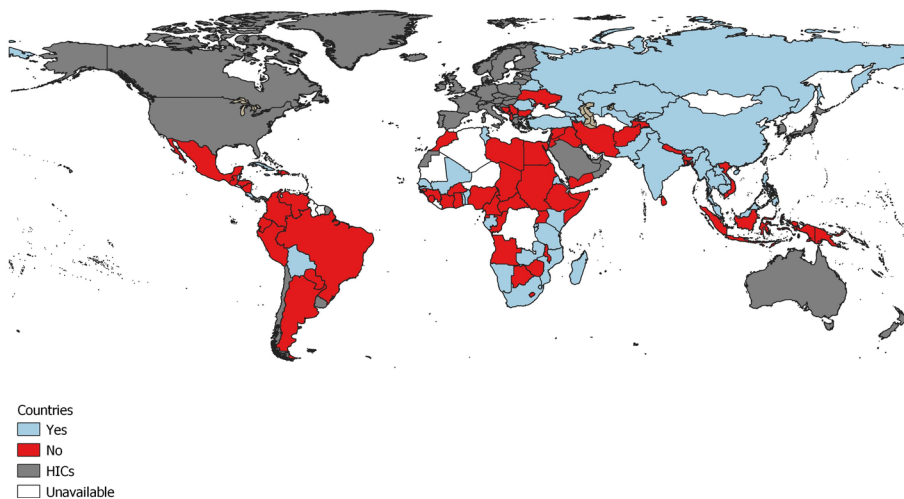 Countries
Yes
No
HICs
Unavailable